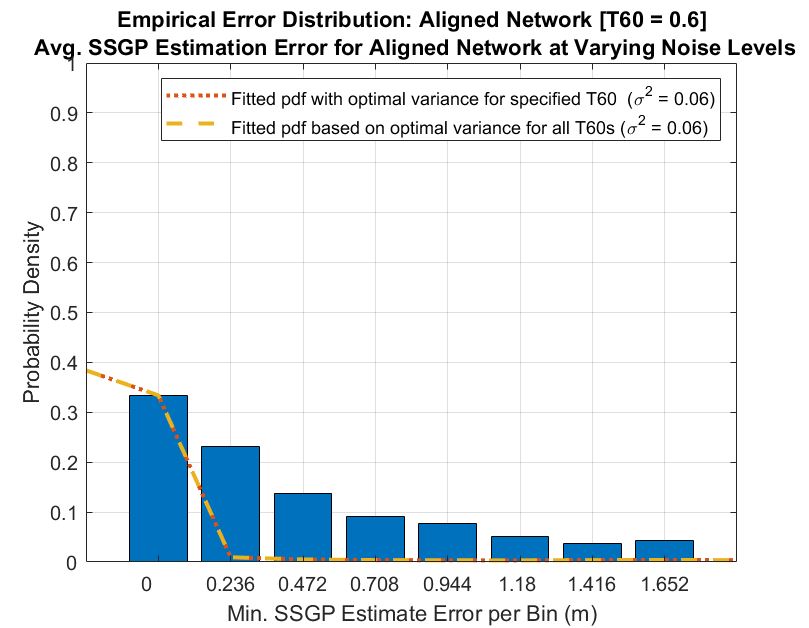 Empirical Error Distribution: Aligned Network [T60 = 0.6]
Avg. SSGP Estimation Error for Aligned Network at Varying Noise Levels
Fitted pdf with optimal variance for specified T60 (σ² = 0.06)
Fitted pdf based on optimal variance for all T60s (σ² = 0.06)
Probability Density
1
0.9
0.8
0.7
0.6
0.5
0.4
0.3
0.2
0.1
0
0 0.236 0.472 0.708 0.944 1.18 1.416 1.652
Min. SSGP Estimate Error per Bin (m)